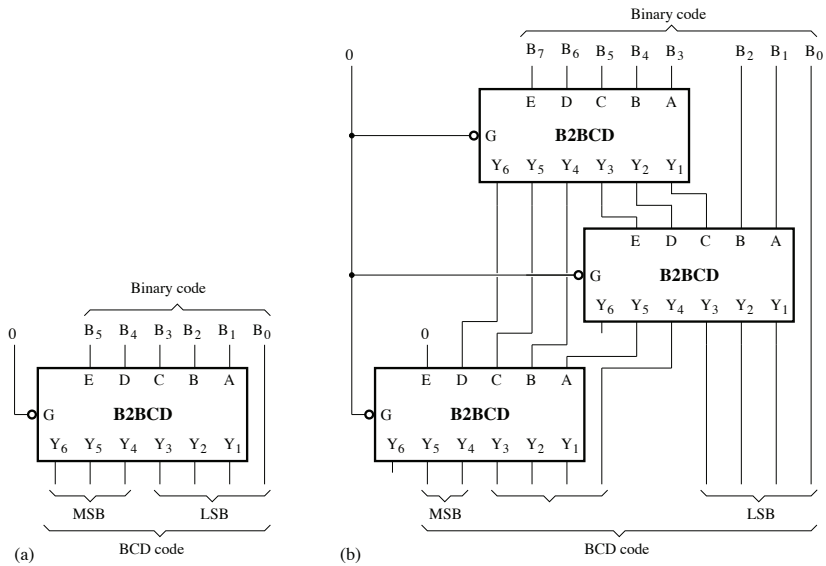 Binary code
0
B5 B4 B3 B2 B1 B0
E D C B A
G B2BCD
Y6 Y5 Y4 Y3 Y2 Y1
MSB LSB
BCD code
(a)
Binary code
0
B7 B6 B5 B4 B3 B2 B1 B0
E D C B A
G B2BCD
Y6 Y5 Y4 Y3 Y2 Y1
E D C B A
G B2BCD
Y6 Y5 Y4 Y3 Y2 Y1
0
E D C B A
G B2BCD
Y6 Y5 Y4 Y3 Y2 Y1
MSB LSB
BCD code
(b)